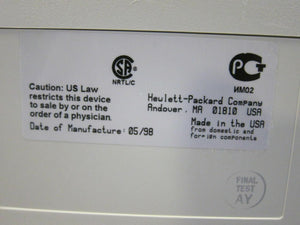 SA
NRTL/C
PCT
ИМ02
Caution: US Law
restricts this device
to sale by or on the
order of a physician.
Date of Manufacture: 05/98
Hewlett-Packard Company
Andover, MA 01810 USA
Made in the USA
from domestic and
foreign components
FINAL
TEST
AY